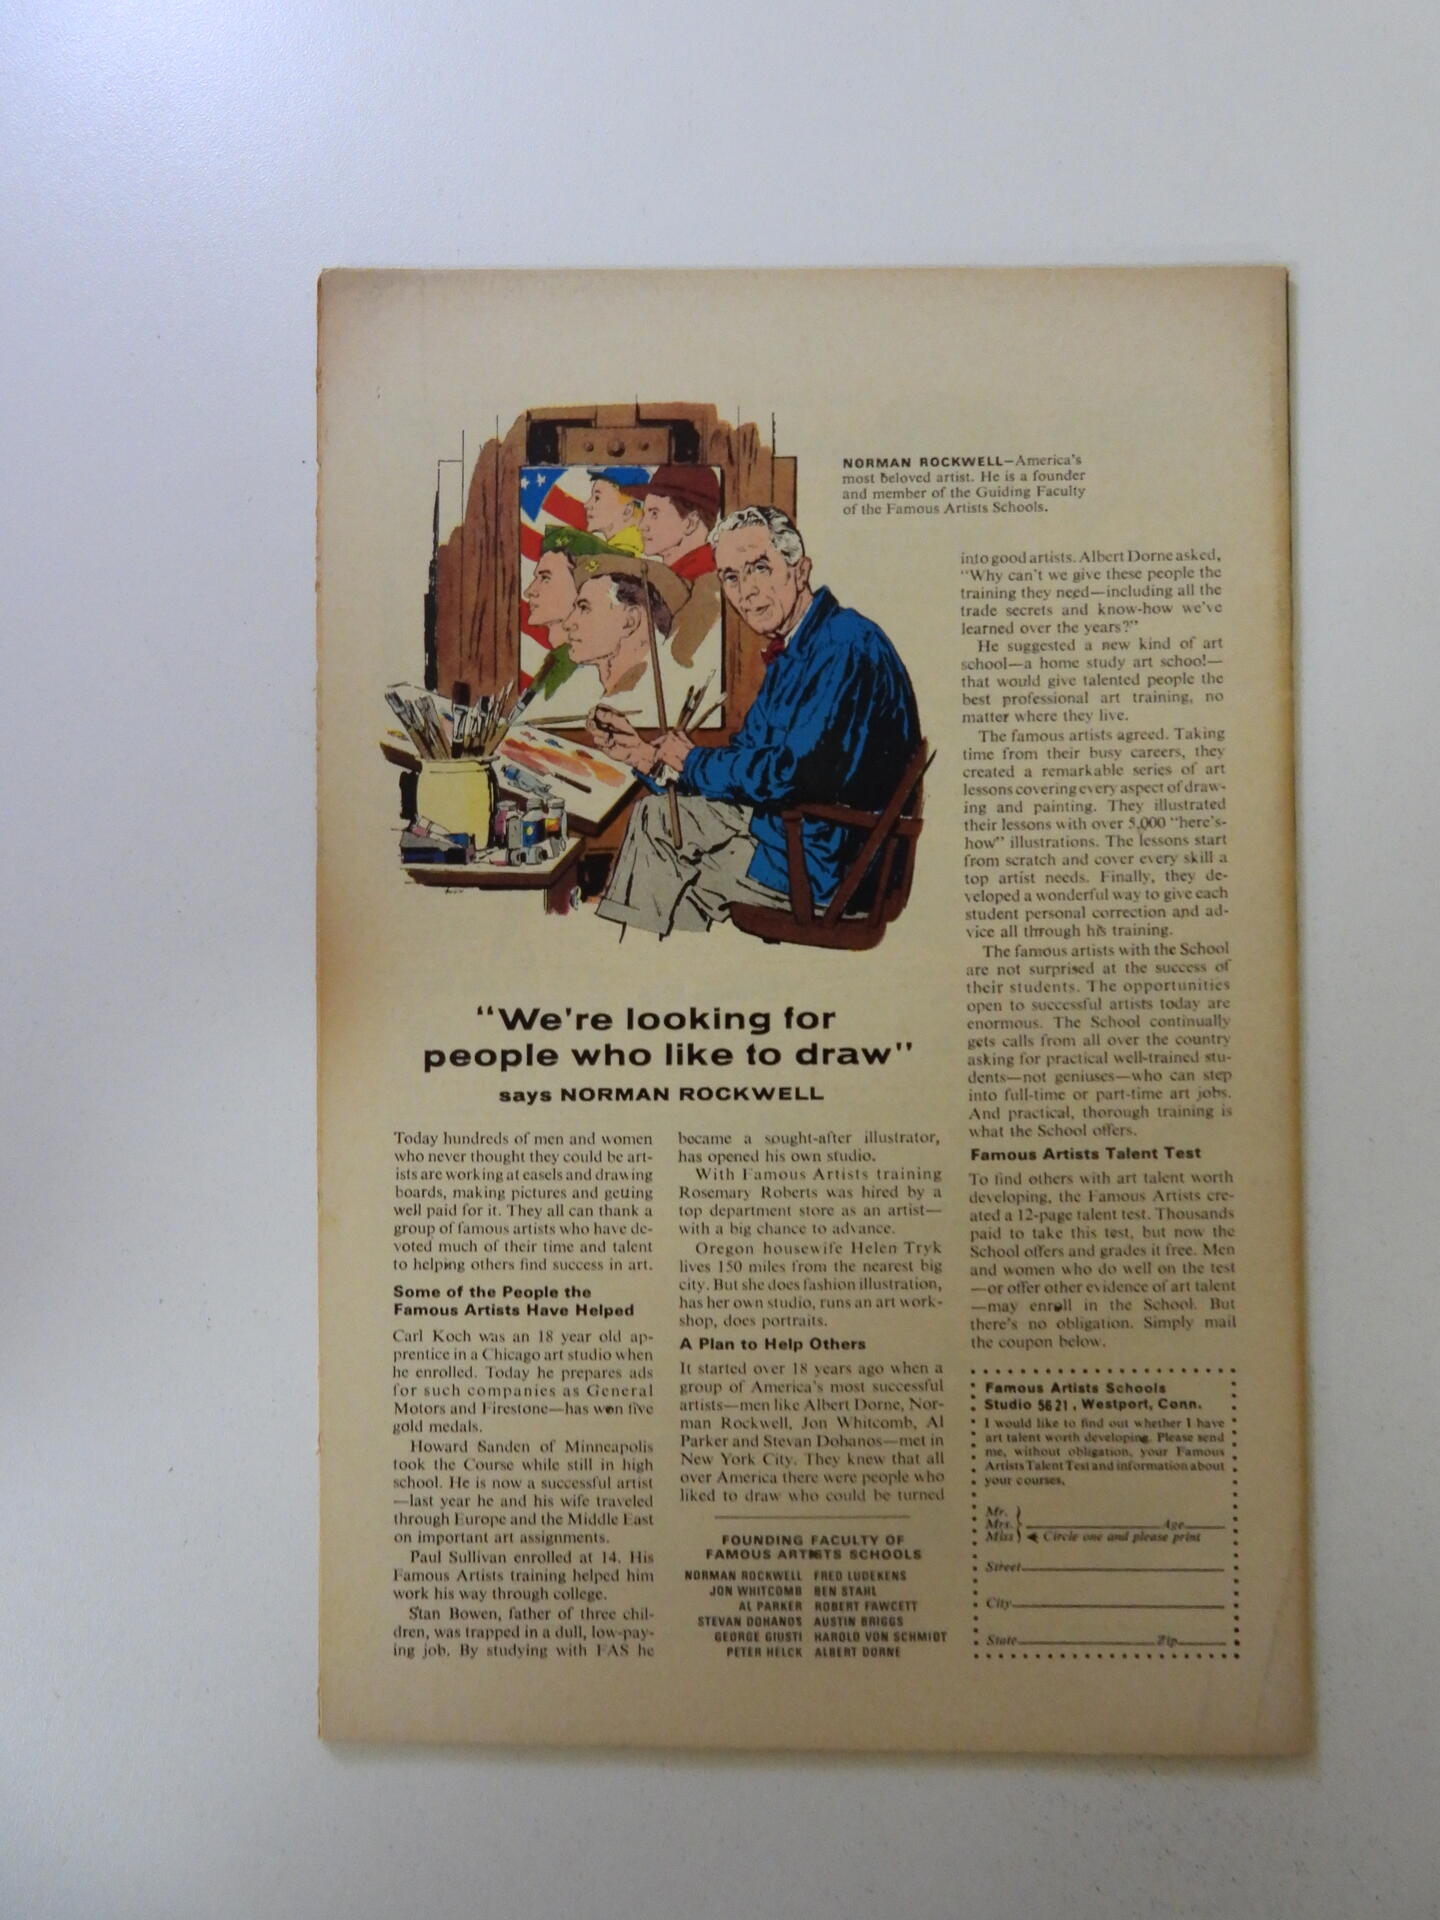 NORMAN ROCKWELL—America's
most beloved artist. He is a founder
and member of the Guiding Faculty
of the Famous Artists Schools.
"We're looking for
people who like to draw"
says NORMAN ROCKWELL
Today hundreds of men and women
who never thought they could be art-
ists are working at easels and drawing
boards, making pictures and getting
well paid for it. They all can thank a
group of famous artists who have de-
voted much of their time and talent
to helping others find success in art.
Some of the People the
Famous Artists Have Helped
Carl Koch was an 18 year old ap-
prentice in a Chicago art studio when
he enrolled. Today he prepares ads
for such companies as General
Motors and Firestone—has won five
gold medals.
Howard Sanden of Minneapolis
took the Course while still in high
school. He is now a successful artist
—last year he and his wife traveled
through Europe and the Middle East
on important art assignments.
Paul Sullivan enrolled at 14. His
Famous Artists training helped him
work his way through college.
Stan Bowen, father of three chil-
dren, was trapped in a dull, low-pay-
ing job. By studying with FAS he
became a sought-after illustrator,
has opened his own studio.
With Famous Artists training
Rosemary Roberts was hired by a
top department store as an artist—
with a big chance to advance.
Oregon housewife Helen Tryk
lives 150 miles from the nearest big
city. But she does fashion illustration,
has her own studio, runs an art work-
shop, does portraits.
A Plan to Help Others
It started over 18 years ago when a
group of America's most successful
artists—men like Albert Dorne, Nor-
man Rockwell, Jon Whitcomb, Al
Parker and Stevan Dohanos—met in
New York City. They knew that all
over America there were people who
liked to draw who could be turned
FOUNDING FACULTY OF
FAMOUS ARTISTS SCHOOLS
NORMAN ROCKWELL FRED LUDEKENS
JON WHITCOMB BEN STAHL
AL PARKER ROBERT FAWCETT
STEVAN DOHANOS AUSTIN BRIGGS
GEORGE GIUSTI HAROLD VON SCHMIDT
PETER HELCK ALBERT DORNE
into good artists. Albert Dorne asked,
"Why can't we give these people the
training they need—including all the
trade secrets and know-how we've
learned over the years?"
He suggested a new kind of art
school—a home study art school—
that would give talented people the
best professional art training, no
matter where they live.
The famous artists agreed. Taking
time from their busy careers, they
created a remarkable series of art
lessons covering every aspect of draw-
ing and painting. They illustrated
their lessons with over 5,000 "here's-
how" illustrations. The lessons start
from scratch and cover every skill a
top artist needs. Finally, they de-
veloped a wonderful way to give each
student personal correction and ad-
vice all through his training.
The famous artists with the School
are not surprised at the success of
their students. The opportunities
open to successful artists today are
enormous. The School continually
gets calls from all over the country
asking for practical well-trained stu-
dents—not geniuses—who can step
into full-time or part-time art jobs.
And practical, thorough training is
what the School offers.
Famous Artists Talent Test
To find others with art talent worth
developing, the Famous Artists cre-
ated a 12-page talent test. Thousands
paid to take this test, but now the
School offers and grades it free. Men
and women who do well on the test
—or offer other evidence of art talent
—may enroll in the School. But
there's no obligation. Simply mail
the coupon below.
Famous Artists Schools
Studio 5621, Westport, Conn.
I would like to find out whether I have
art talent worth developing. Please send
me, without obligation, your Famous
Artists Talent Test and information about
your courses.
Mr.
Mrs. Age
Miss Circle one and please print
Street
City
State Zip